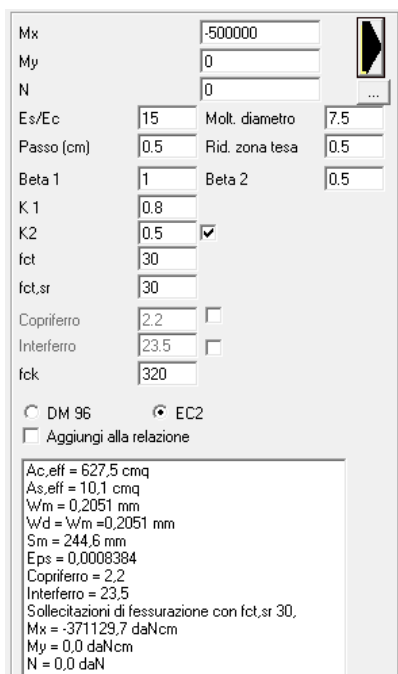 Mx -500000
My 0
N 0
...
Es/Ec 15 Molt. diametro 7.5
Passo (cm) 0.5 Rid. zona tesa 0.5
Beta 1 1 Beta 2 0.5
K 1 0.8
K2 0.5
fct 30
fct,sr 30
Copriferro 2.2
Interferro 23.5
fck 320
DM 96 EC2
Aggiungi alla relazione
Ac,eff = 627,5 cmq
As,eff = 10,1 cmq
Wm = 0,2051 mm
Wd = Wm =0,2051 mm
Sm = 244,6 mm
Eps = 0,0008384
Copriferro = 2,2
Interferro = 23,5
Sollecitazioni di fessurazione con fct,sr 30,
Mx = -371129,7 daNcm
My = 0,0 daNcm
N = 0,0 daN